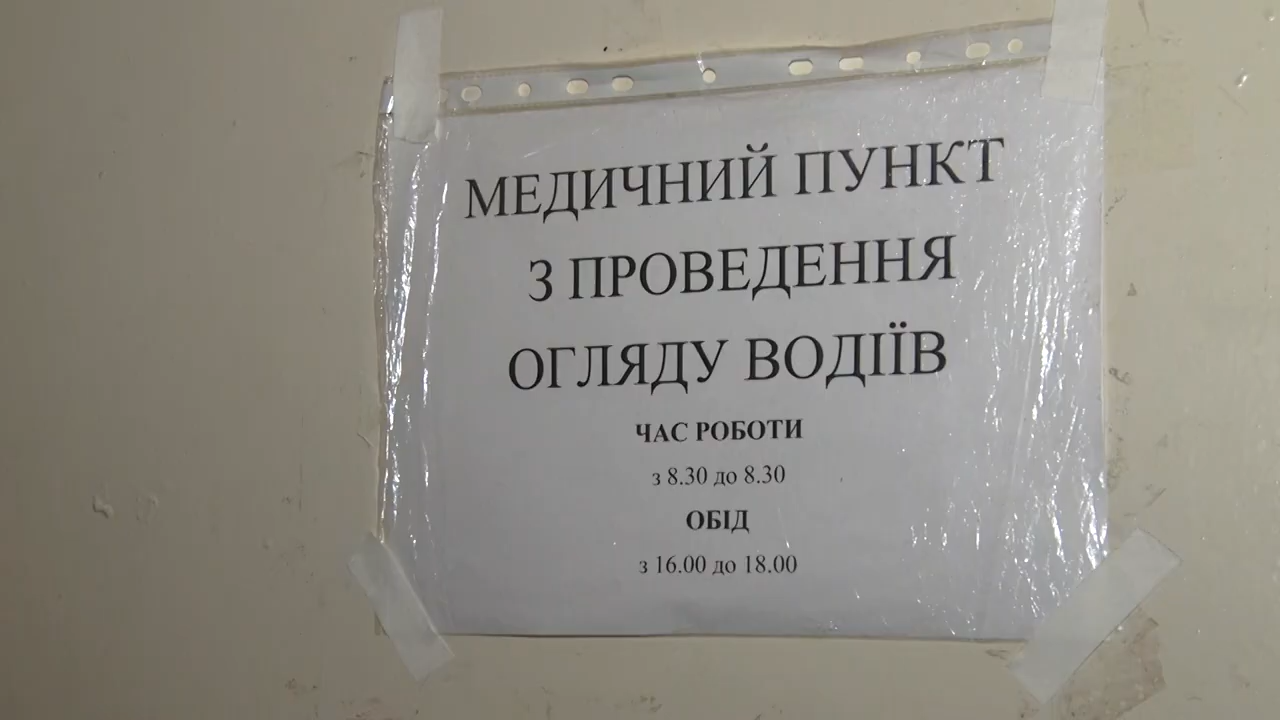 МЕДИЧНИЙ ПУНКТ
З ПРОВЕДЕННЯ
ОГЛЯДУ ВОДІЇВ
ЧАС РОБОТИ
з 8.30 до 8.30
ОБІД
з 16.00 до 18.00